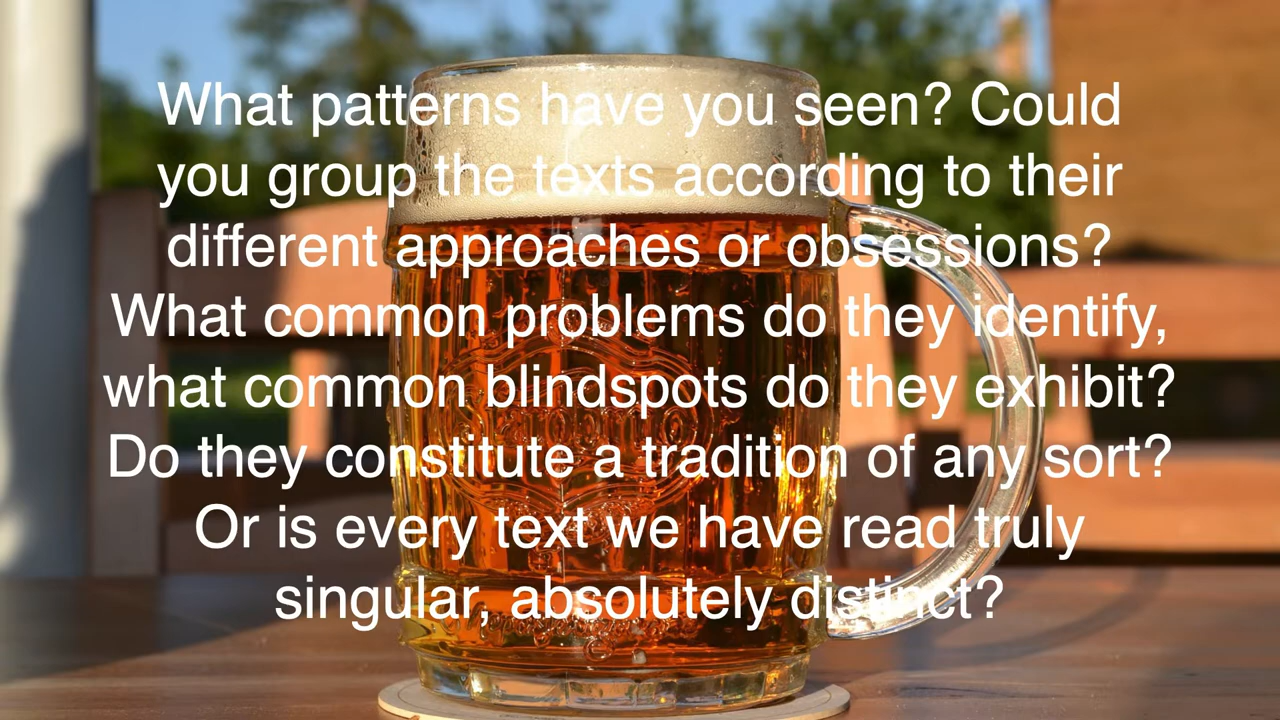 What patterns have you seen? Could
you group the texts according to their
different approaches or obsessions?
What common problems do they identify,
what common blindspots do they exhibit?
Do they constitute a tradition of any sort?
Or is every text we have read truly
singular, absolutely distinct?